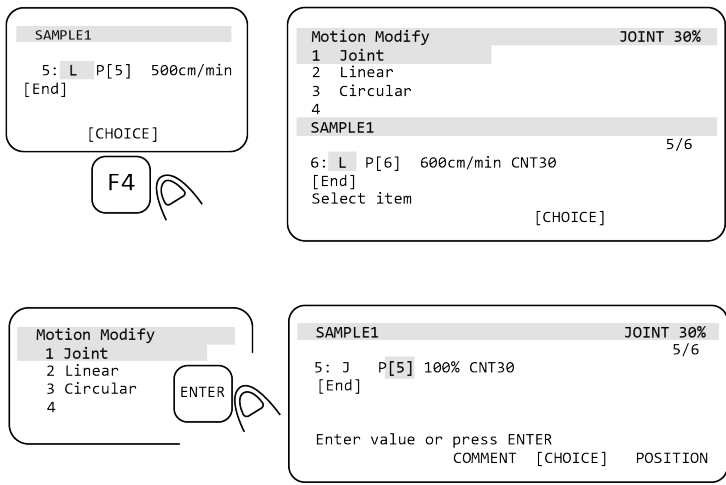 SAMPLE1
5: L P[5] 500cm/min
[End]
[CHOICE]
F4
Motion Modify JOINT 30%
1 Joint
2 Linear
3 Circular
4
SAMPLE1
5/6
6: L P[6] 600cm/min CNT30
[End]
Select item
[CHOICE]
Motion Modify
1 Joint
2 Linear
3 Circular
4
ENTER
SAMPLE1 JOINT 30%
5/6
5: J P[5] 100% CNT30
[End]
Enter value or press ENTER
COMMENT [CHOICE] POSITION